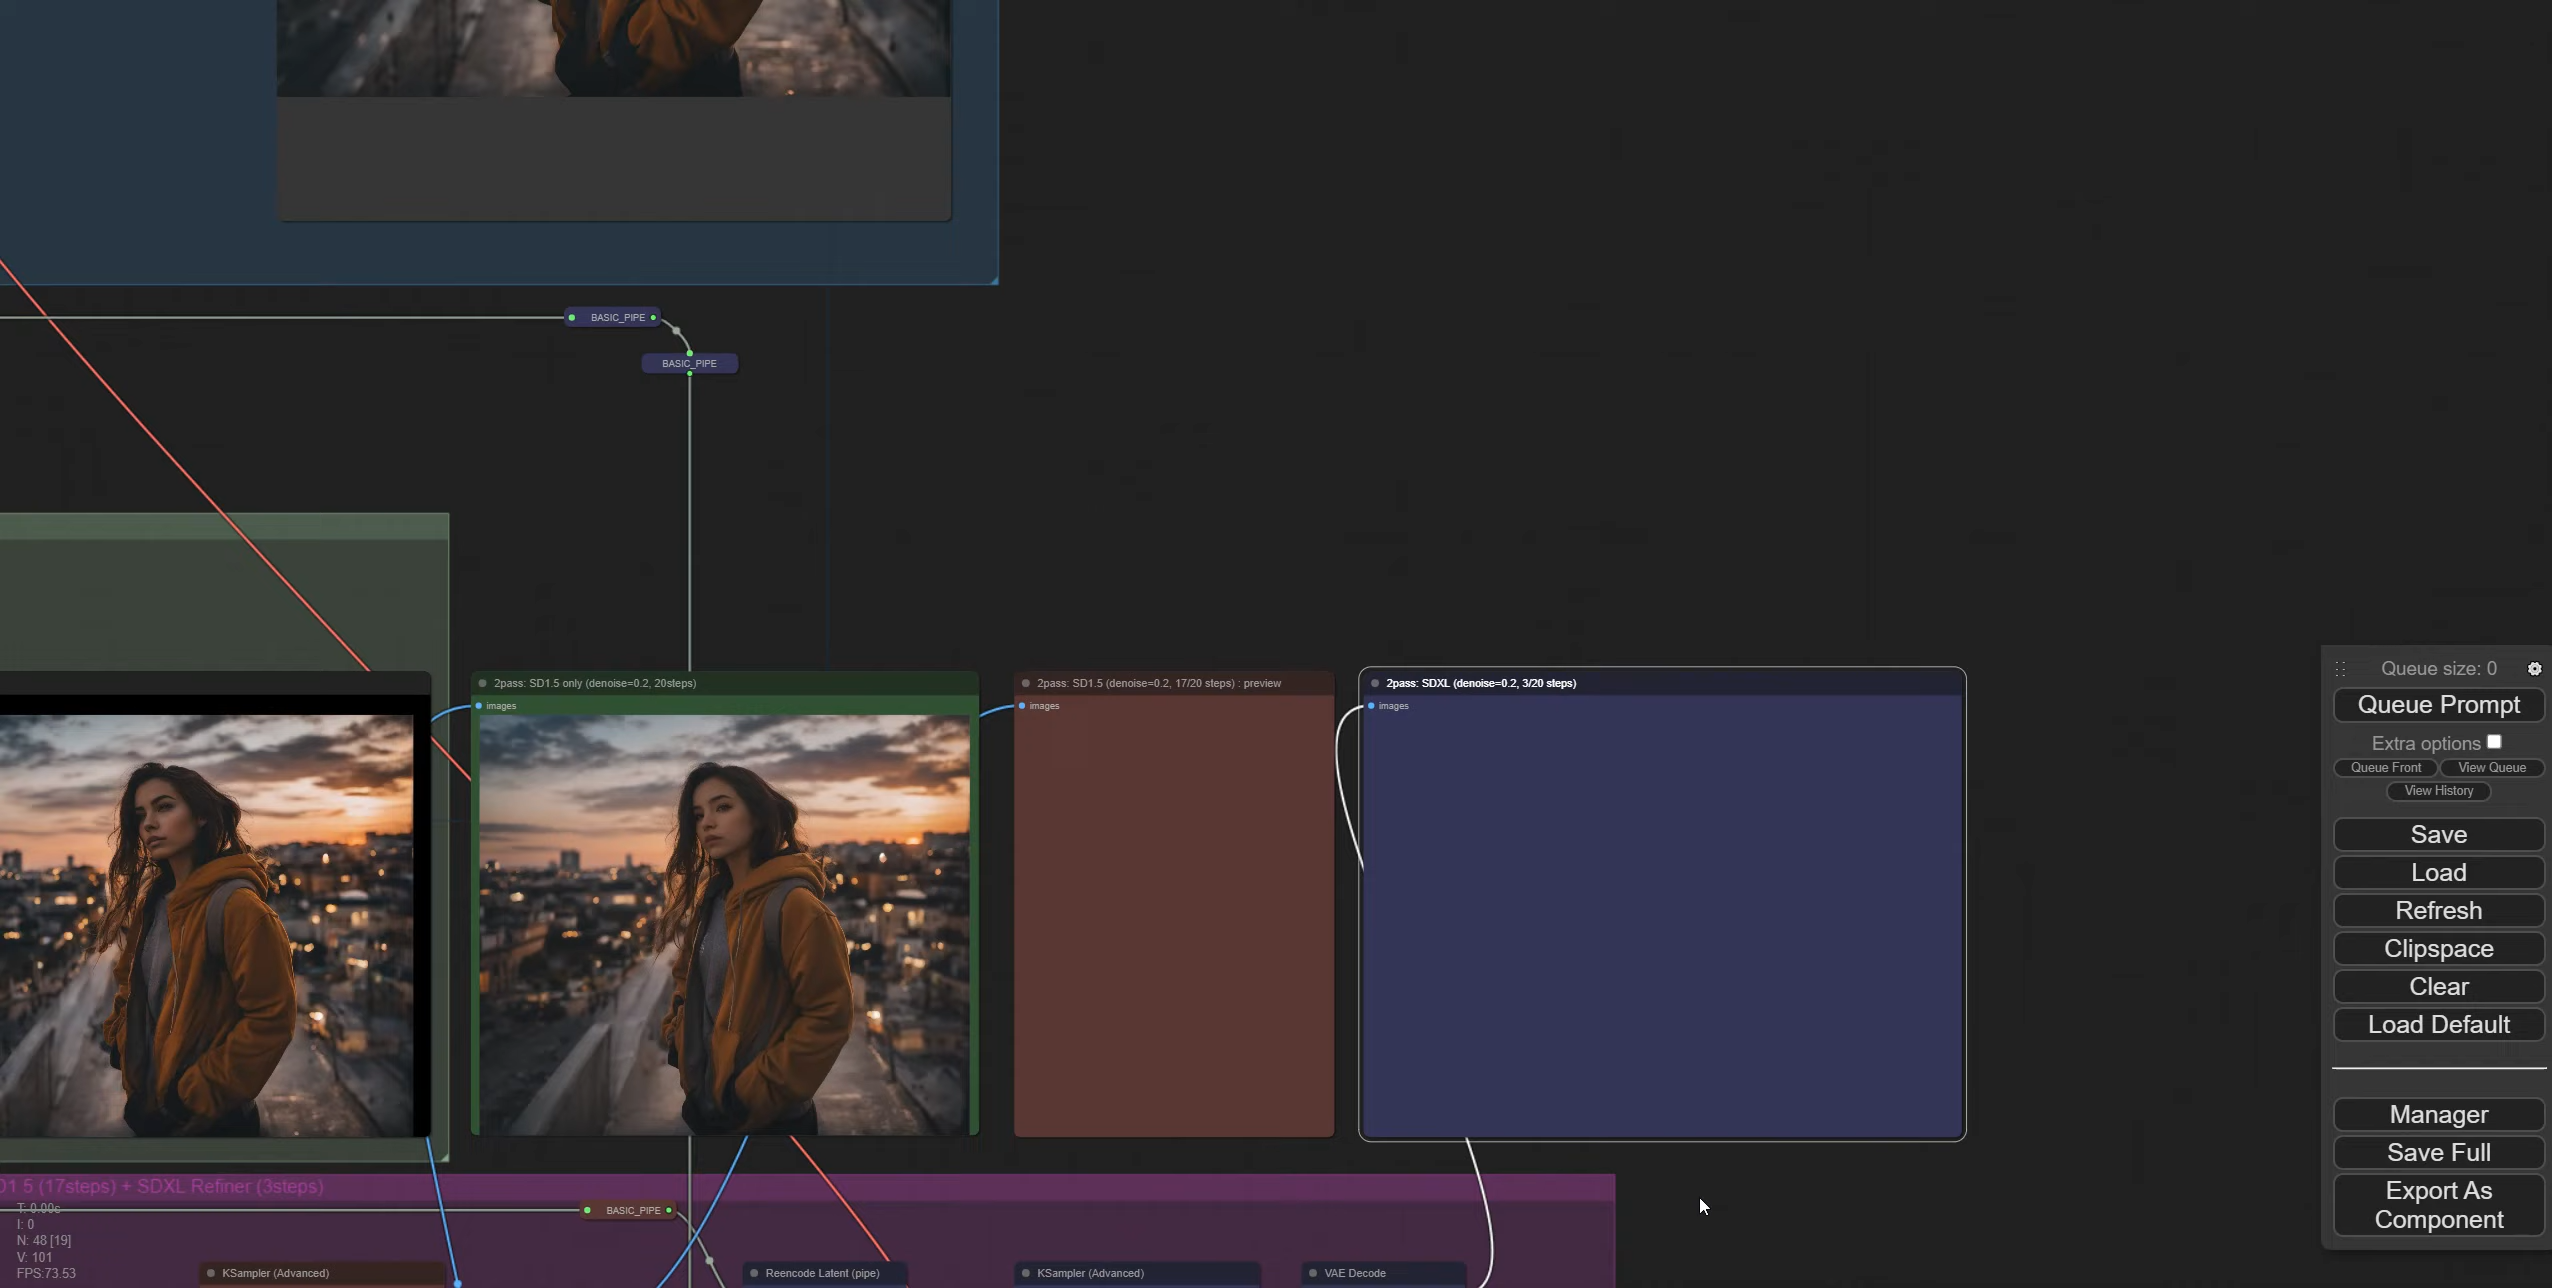 BASIC_PIPE
BASIC_PIPE
2pass: SD1.5 only (denoise=0.2, 20steps)
images
2pass: SD1.5 (denoise=0.2, 17/20 steps) : preview
images
2pass: SDXL (denoise=0.2, 3/20 steps)
images
Queue size: 0
Queue Prompt
Extra options
Queue Front
View Queue
View History
Save
Load
Refresh
Clipspace
Clear
Load Default
Manager
Save Full
Export As
Component
D1 5 (17steps) + SDXL Refiner (3steps)
BASIC_PIPE
T: 0.00s
I: 0
N: 48 [19]
V: 101
FPS:73.53
KSampler (Advanced)
Reencode Latent (pipe)
KSampler (Advanced)
VAE Decode